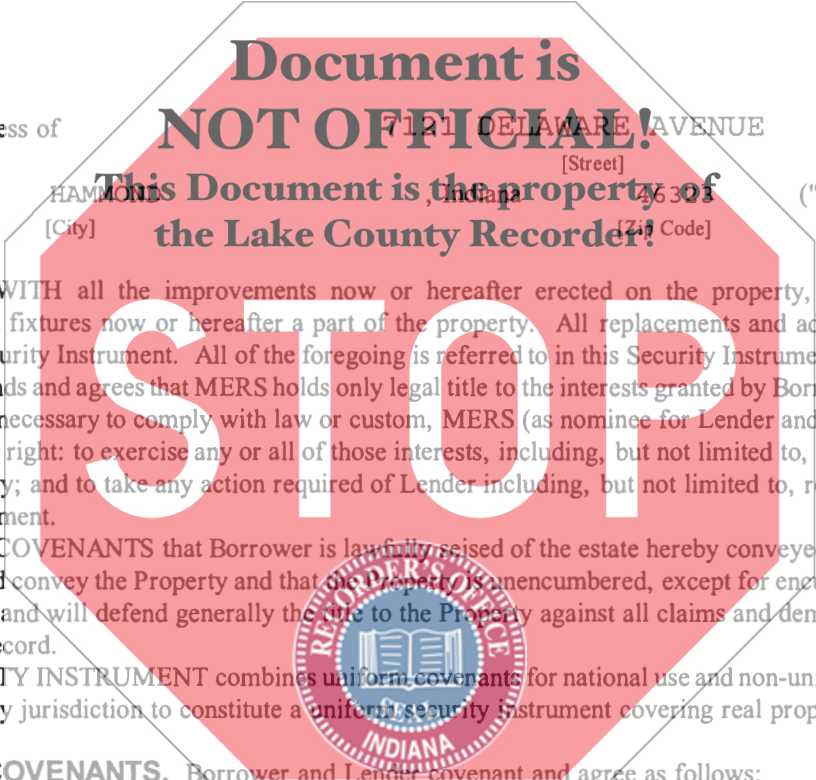 Document is
NOT OFFICIAL!
This Document is the property of
the Lake County Recorder!
STOP
ess of 7121 DELAWARE AVENUE
[Street]
HAMMOND , Indiana 46323 ("
[City] [Zip Code]
WITH all the improvements now or hereafter erected on the property,
fixtures now or hereafter a part of the property. All replacements and ad
urity Instrument. All of the foregoing is referred to in this Security Instrume
ds and agrees that MERS holds only legal title to the interests granted by Borr
necessary to comply with law or custom, MERS (as nominee for Lender and
right: to exercise any or all of those interests, including, but not limited to,
y; and to take any action required of Lender including, but not limited to, r
ment.
COVENANTS that Borrower is lawfully seised of the estate hereby conveye
d convey the Property and that the Property is unencumbered, except for encu
and will defend generally the title to the Property against all claims and dem
cord.
TY INSTRUMENT combines uniform covenants for national use and non-uni
y jurisdiction to constitute a uniform security instrument covering real prop
COVENANTS. Borrower and Lender covenant and agree as follows:
RECORDER'S OFFICE
INDIANA